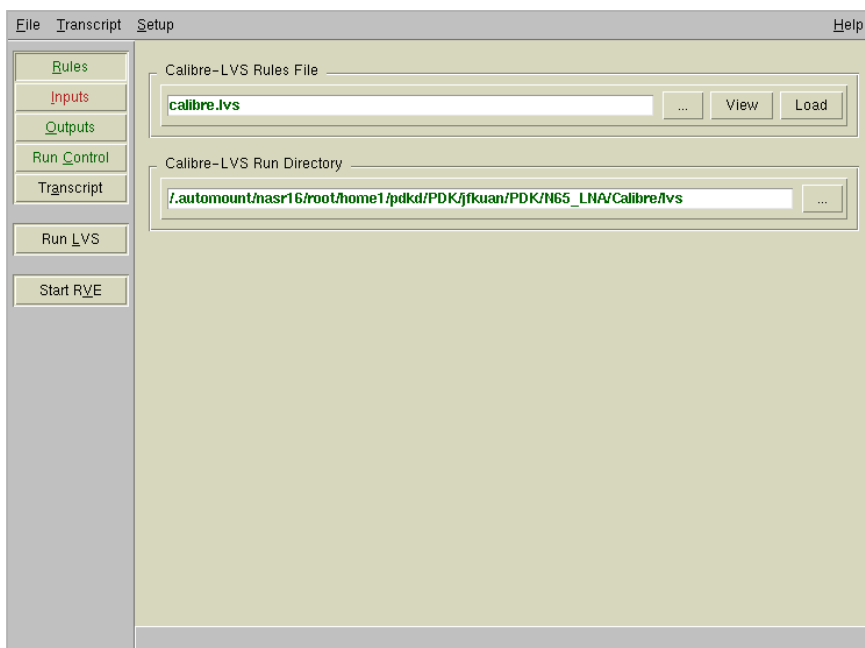 File Transcript Setup Help
Rules
Inputs
Outputs
Run Control
Transcript
Run LVS
Start RVE
Calibre-LVS Rules File
calibre.lvs ... View Load
Calibre-LVS Run Directory
/.automount/nasr16/root/home1/pdkd/PDK/jfkuan/PDK/N65_LNA/Calibre/lvs ...